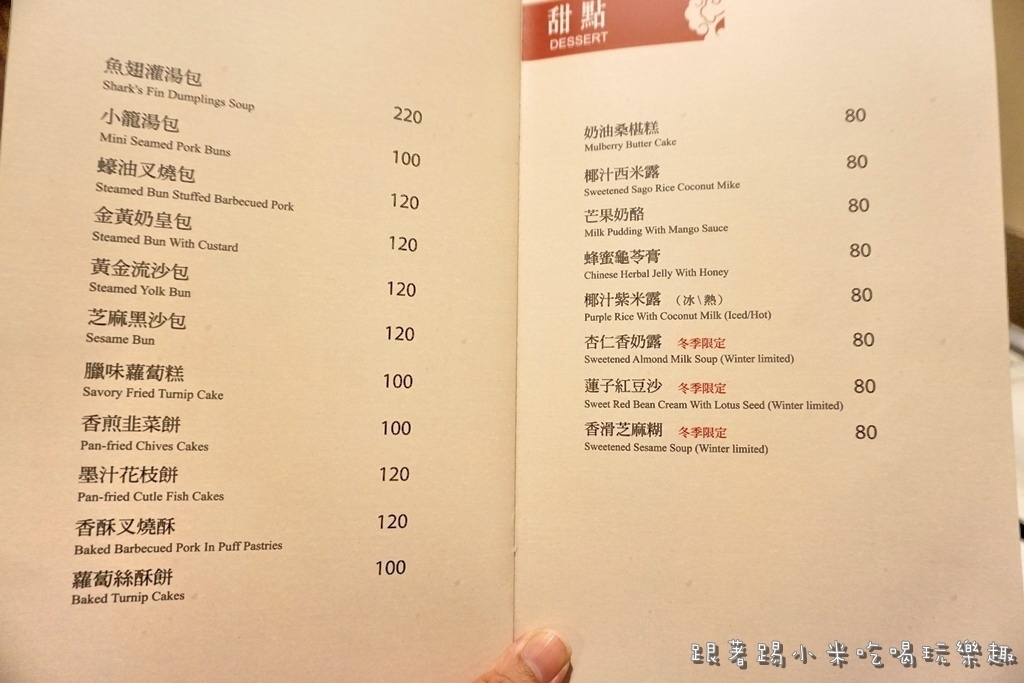 魚翅灌湯包
Shark's Fin Dumplings Soup 220
小籠湯包
Mini Seamed Pork Buns 100
蠔油叉燒包
Steamed Bun Stuffed Barbecued Pork 120
金黃奶皇包
Steamed Bun With Custard 120
黃金流沙包
Steamed Yolk Bun 120
芝麻黑沙包
Sesame Bun 120
臘味蘿蔔糕
Savory Fried Turnip Cake 100
香煎韭菜餅
Pan-fried Chives Cakes 100
墨汁花枝餅
Pan-fried Cutle Fish Cakes 120
香酥叉燒酥
Baked Barbecued Pork In Puff Pastries 120
蘿蔔絲酥餅
Baked Turnip Cakes 100
甜點
DESSERT
奶油桑椹糕 80
Mulberry Butter Cake
椰汁西米露 80
Sweetened Sago Rice Coconut Mike
芒果奶酪 80
Milk Pudding With Mango Sauce
蜂蜜龜苓膏 80
Chinese Herbal Jelly With Honey
椰汁紫米露 （冰\熱） 80
Purple Rice With Coconut Milk (Iced/Hot)
杏仁香奶露 冬季限定 80
Sweetened Almond Milk Soup (Winter limited)
蓮子紅豆沙 冬季限定 80
Sweet Red Bean Cream With Lotus Seed (Winter limited)
香滑芝麻糊 冬季限定 80
Sweetened Sesame Soup (Winter limited)
跟著踢小米吃喝玩樂趣